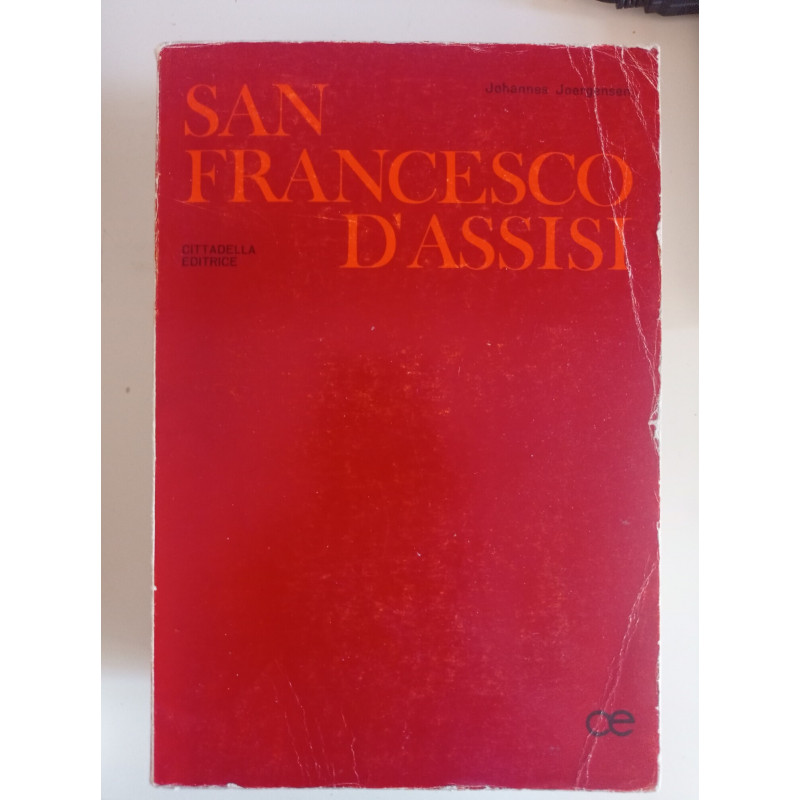 Johannes Joergensen
SAN
FRANCESCO
D'ASSISI
CITTADELLA
EDITRICE
ce